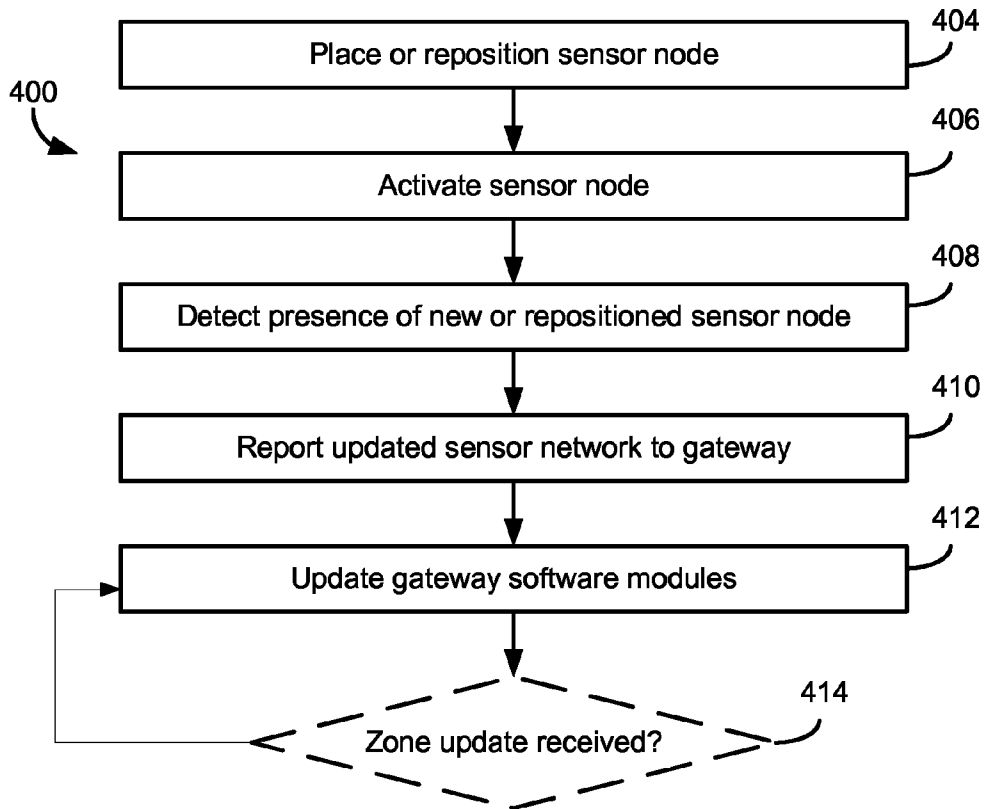 404
Place or reposition sensor node
400
406
Activate sensor node
408
Detect presence of new or repositioned sensor node
410
Report updated sensor network to gateway
412
Update gateway software modules
414
Zone update received?